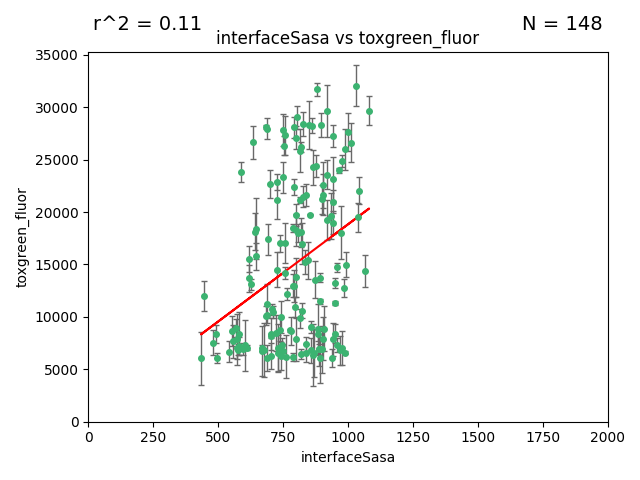 r^2 = 0.11
N = 148
interfaceSasa vs toxgreen_fluor
35000
30000
25000
20000
15000
10000
5000
0
toxgreen_fluor
0 250 500 750 1000 1250 1500 1750 2000
interfaceSasa